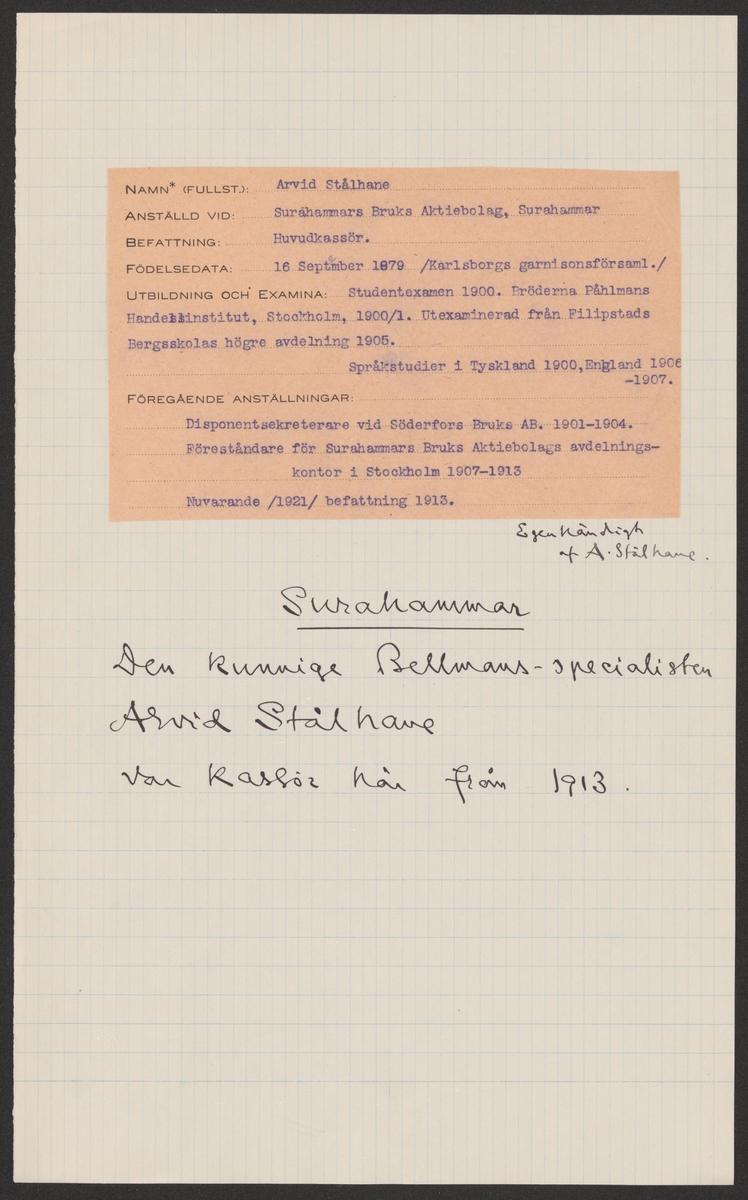 NAMN* (FULLST.): Arvid Stålhane
ANSTÄLLD VID: Surahammars Bruks Aktiebolag, Surahammar
BEFATTNING: Huvudkassör.
FÖDELSEDATA: 16 September 1879 /Karlsborgs garnisonsförsaml./
UTBILDNING OCH EXAMINA: Studentexamen 1900. Bröderna Påhlmans
Handelsinstitut, Stockholm, 1900/1. Utexaminerad från Filipstads
Bergsskolas högre avdelning 1905.
Språkstudier i Tyskland 1900, England 1906
-1907.
FÖREGÅENDE ANSTÄLLNINGAR:
Disponentsekreterare vid Söderfors Bruks AB. 1901-1904.
Föreståndare för Surahammars Bruks Aktiebolags avdelnings-
kontor i Stockholm 1907-1913
Nuvarande /1921/ befattning 1913.
Egenhändigt
af A. Stålhane.
Surahammar
Den kunnige Bellmans-specialisten
Arvid Stålhane
var kassör här från 1913.